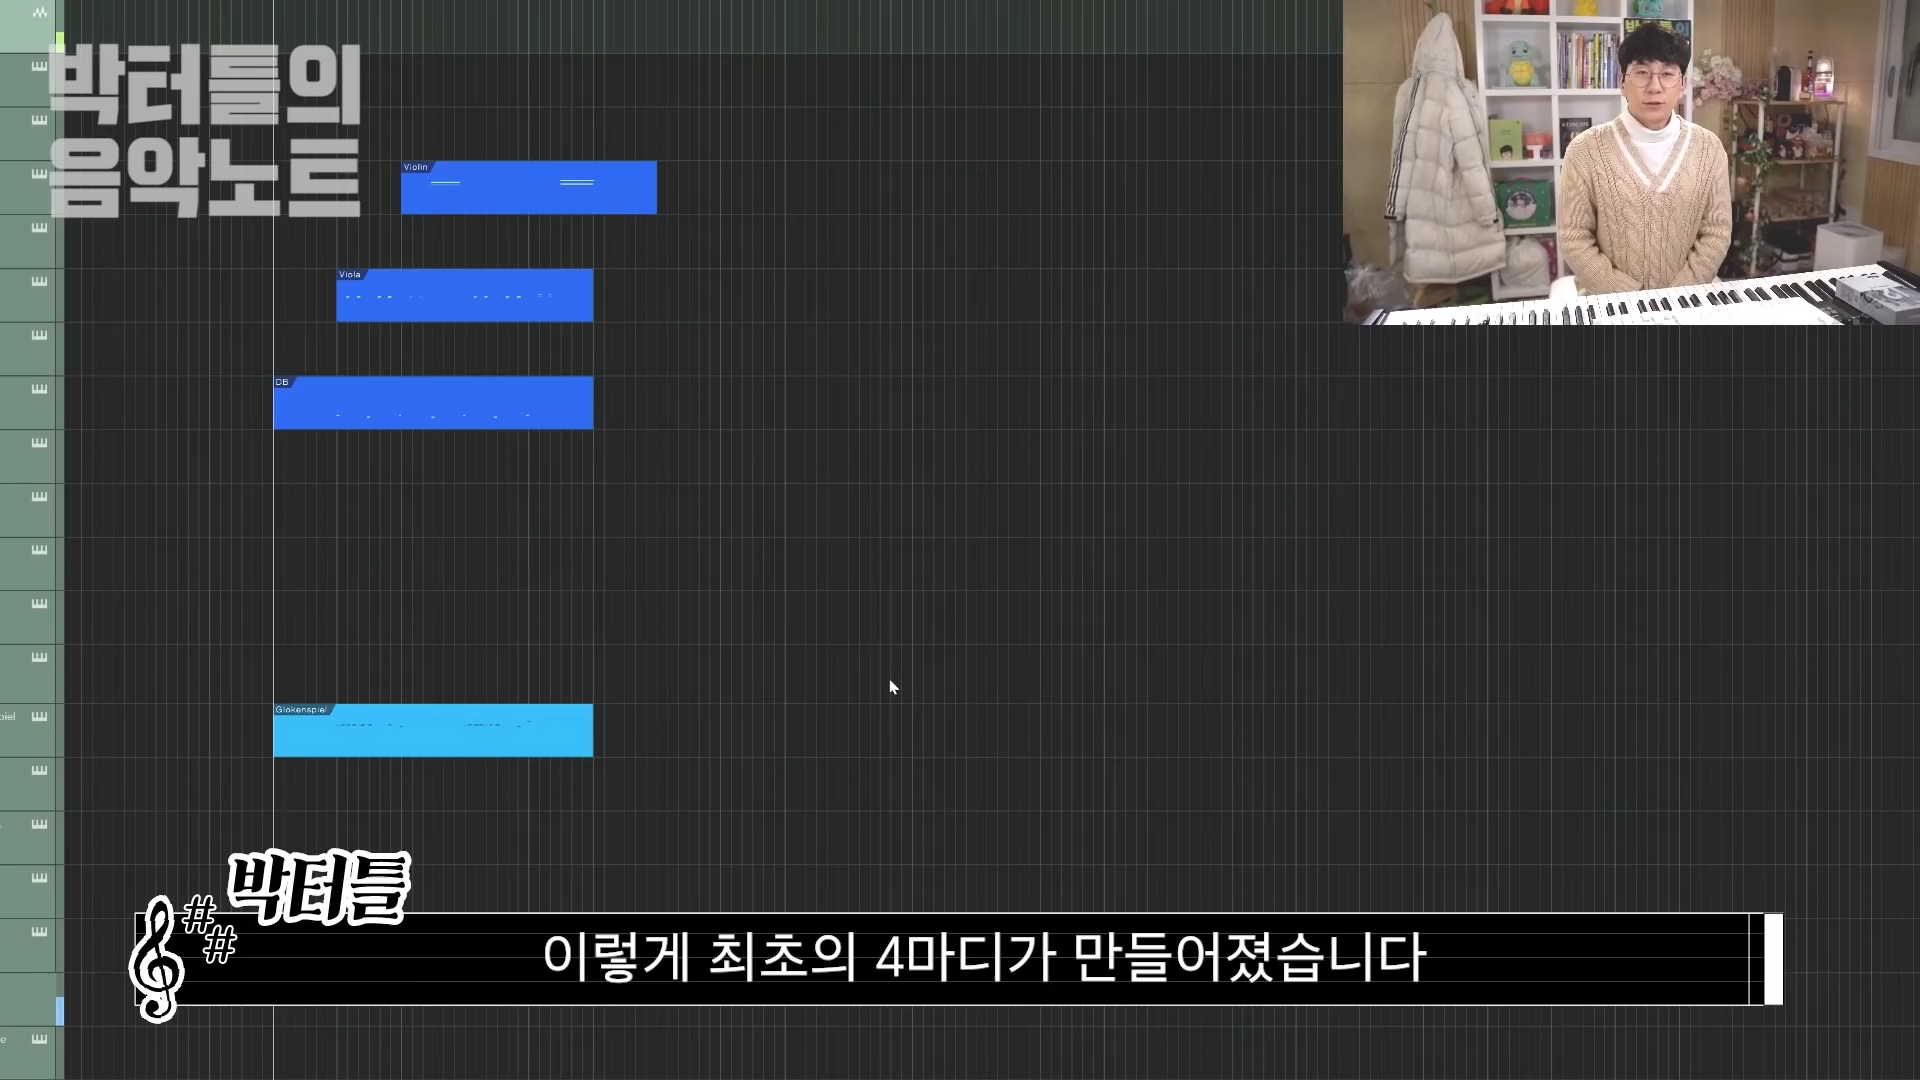 박터틀의
음악노트
Violin
Viola
DB
Glokenspiel
piel
e
박터틀
이렇게 최초의 4마디가 만들어졌습니다